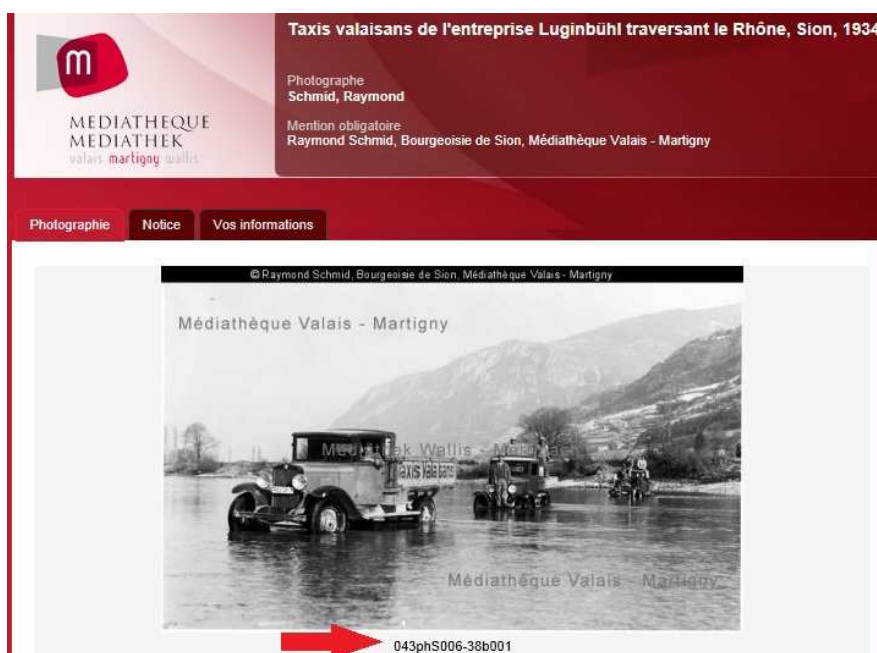 Taxis valaisans de l'entreprise Luginbühl traversant le Rhône, Sion, 1934
Photographe
Schmid, Raymond
Mention obligatoire
Raymond Schmid, Bourgeoisie de Sion, Médiathèque Valais - Martigny
m
MEDIATHEQUE
MEDIATHEK
valais martigny wallis
Photographie Notice Vos informations
© Raymond Schmid, Bourgeoisie de Sion, Médiathèque Valais - Martigny
Médiathèque Valais - Martigny
Mediathek Wallis - Martinach
Taxis Valaisans
Médiathèque Valais - Martigny
043phS006-38b001